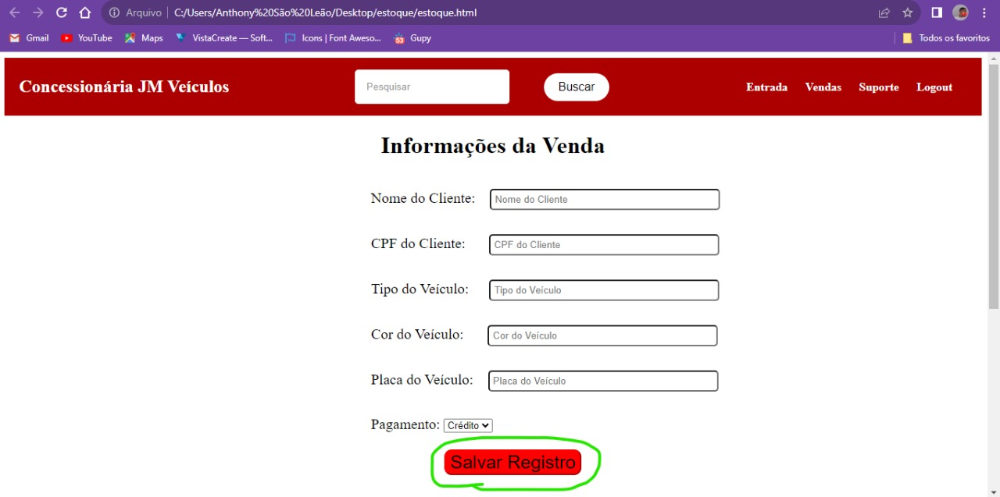 Arquivo C:/Users/Anthony%20São%20Leão/Desktop/estoque/estoque.html
Gmail YouTube Maps VistaCreate — Soft... Icons | Font Aweso... 53 Gupy Todos os favoritos
Concessionária JM Veículos Pesquisar Buscar Entrada Vendas Suporte Logout
Informações da Venda
Nome do Cliente: Nome do Cliente
CPF do Cliente: CPF do Cliente
Tipo do Veículo: Tipo do Veículo
Cor do Veículo: Cor do Veículo
Placa do Veículo: Placa do Veículo
Pagamento: Crédito
Salvar Registro